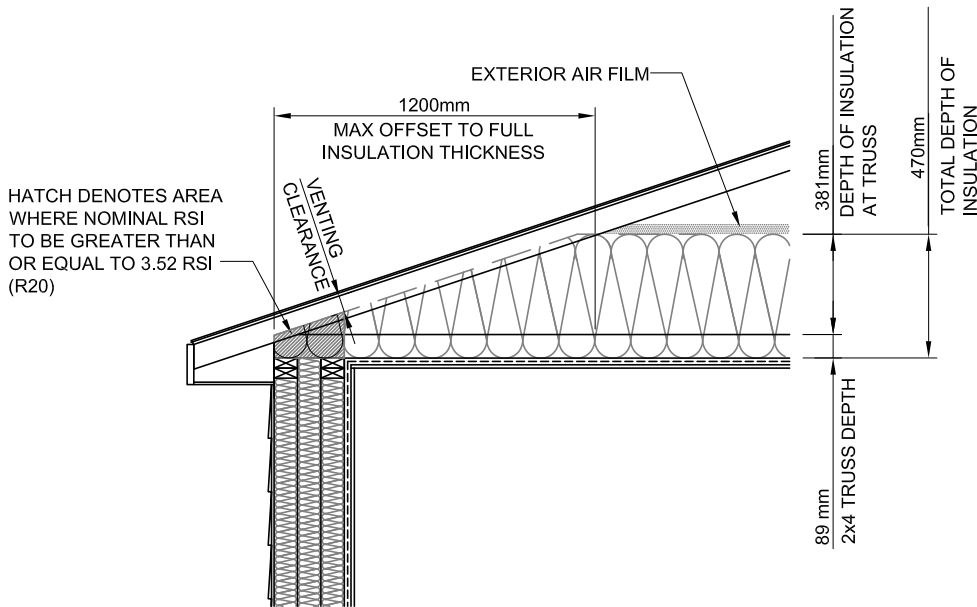 EXTERIOR AIR FILM
1200mm
MAX OFFSET TO FULL
INSULATION THICKNESS
HATCH DENOTES AREA
WHERE NOMINAL RSI
TO BE GREATER THAN
OR EQUAL TO 3.52 RSI
(R20)
VENTING
CLEARANCE
381mm
DEPTH OF INSULATION
AT TRUSS
470mm
TOTAL DEPTH OF
INSULATION
89 mm
2x4 TRUSS DEPTH